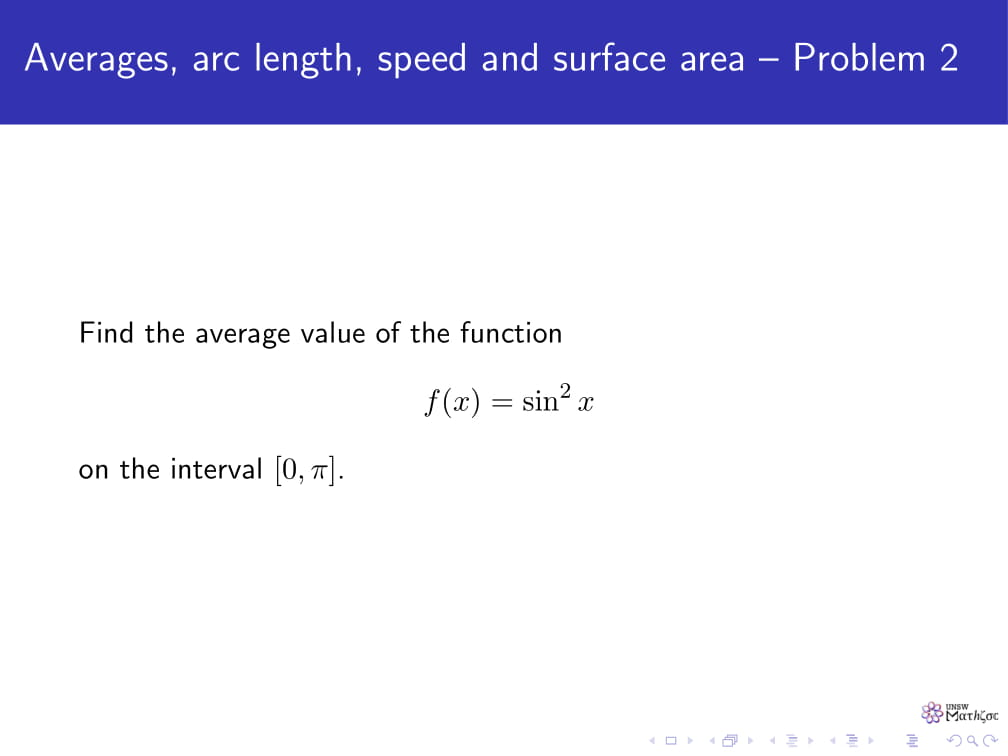 Averages, arc length, speed and surface area – Problem 2
Find the average value of the function
f(x) = sin² x
on the interval [0, π].
UNSW
Mατhζσc